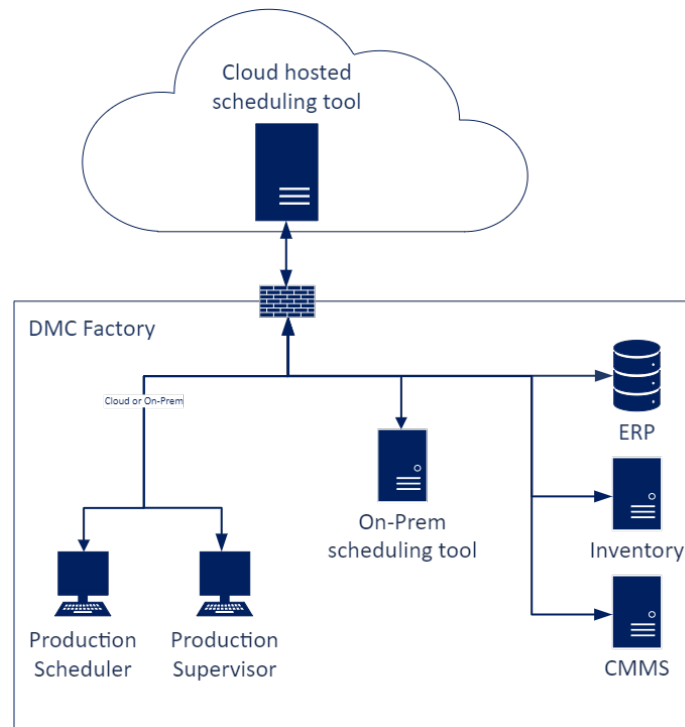 Cloud hosted
scheduling tool
DMC Factory
Cloud or On-Prem
ERP
On-Prem
scheduling tool
Inventory
Production
Scheduler
Production
Supervisor
CMMS